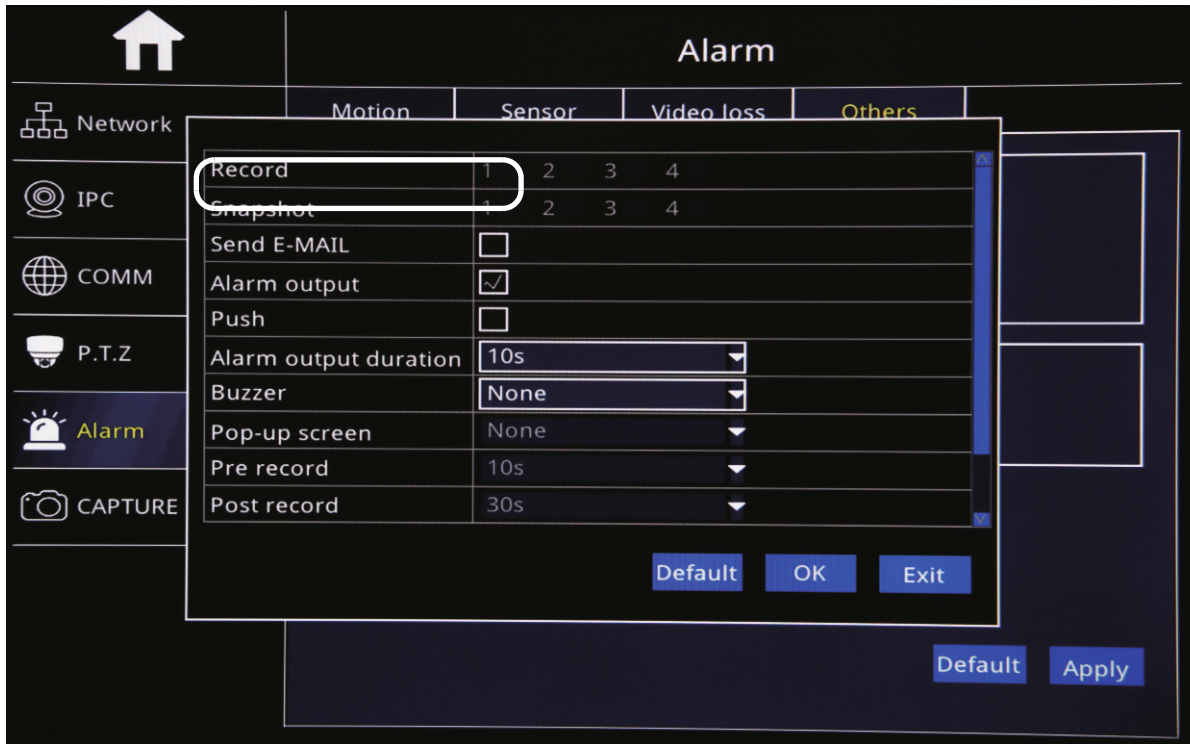 Alarm
Motion Sensor Video loss Others
Network
IPC
COMM
P.T.Z
Alarm
CAPTURE
Record 1 2 3 4
Snapshot 1 2 3 4
Send E-MAIL
Alarm output
Push
Alarm output duration 10s
Buzzer None
Pop-up screen None
Pre record 10s
Post record 30s
Default OK Exit
Default Apply